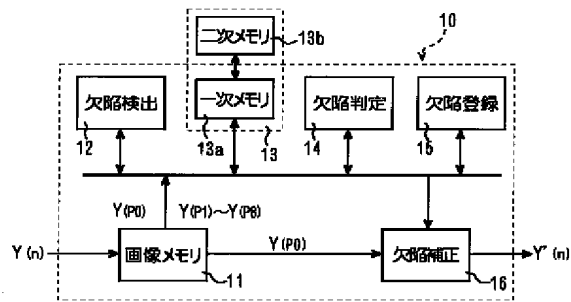 二次メモリ 13b
10
欠陥検出
12
一次メモリ
13a
13
欠陥判定
14
欠陥登録
15
Y(P0) Y(P1)~Y(P8)
Y(n)
画像メモリ
11
Y(P0)
欠陥補正
16
Y'(n)